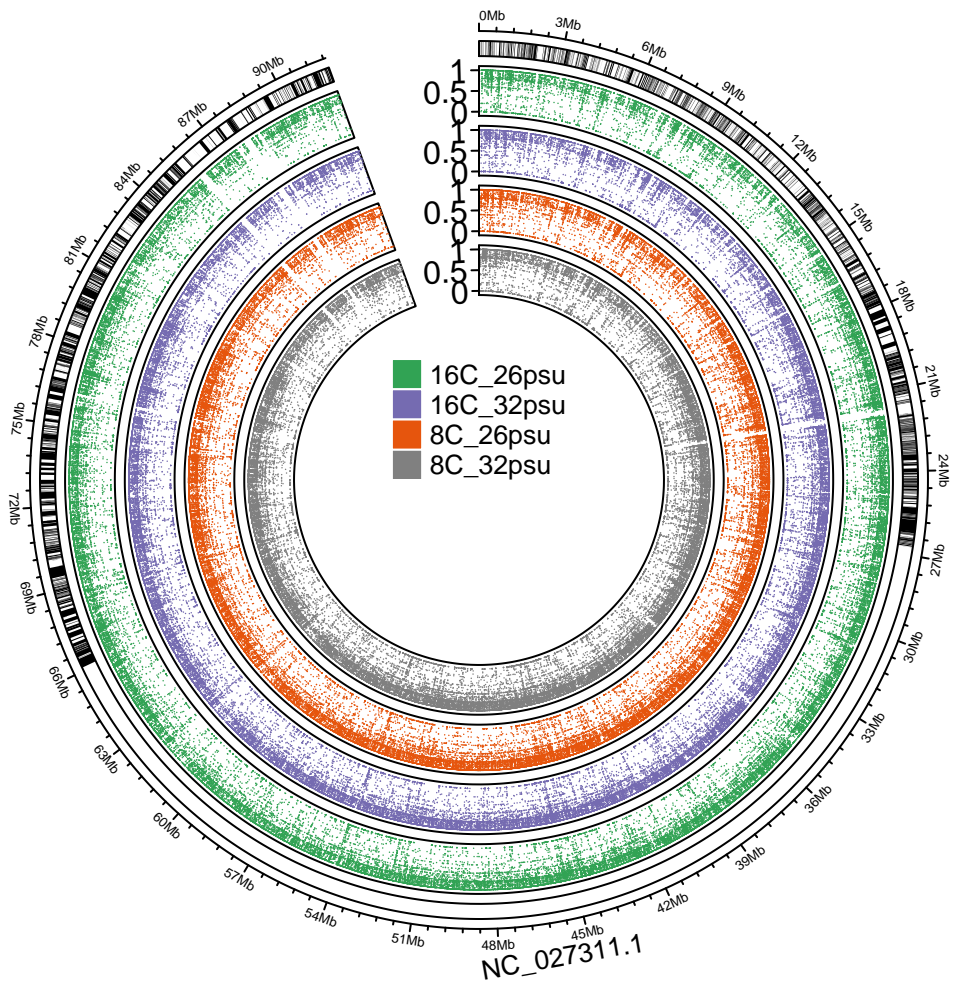 0Mb
3Mb
6Mb
9Mb
12Mb
15Mb
18Mb
21Mb
24Mb
27Mb
30Mb
33Mb
36Mb
39Mb
42Mb
45Mb
48Mb
51Mb
54Mb
57Mb
60Mb
63Mb
66Mb
69Mb
72Mb
75Mb
78Mb
81Mb
84Mb
87Mb
90Mb
1
0.5
0
1
0.5
0
1
0.5
0
1
0.5
0
16C_26psu
16C_32psu
8C_26psu
8C_32psu
NC_027311.1